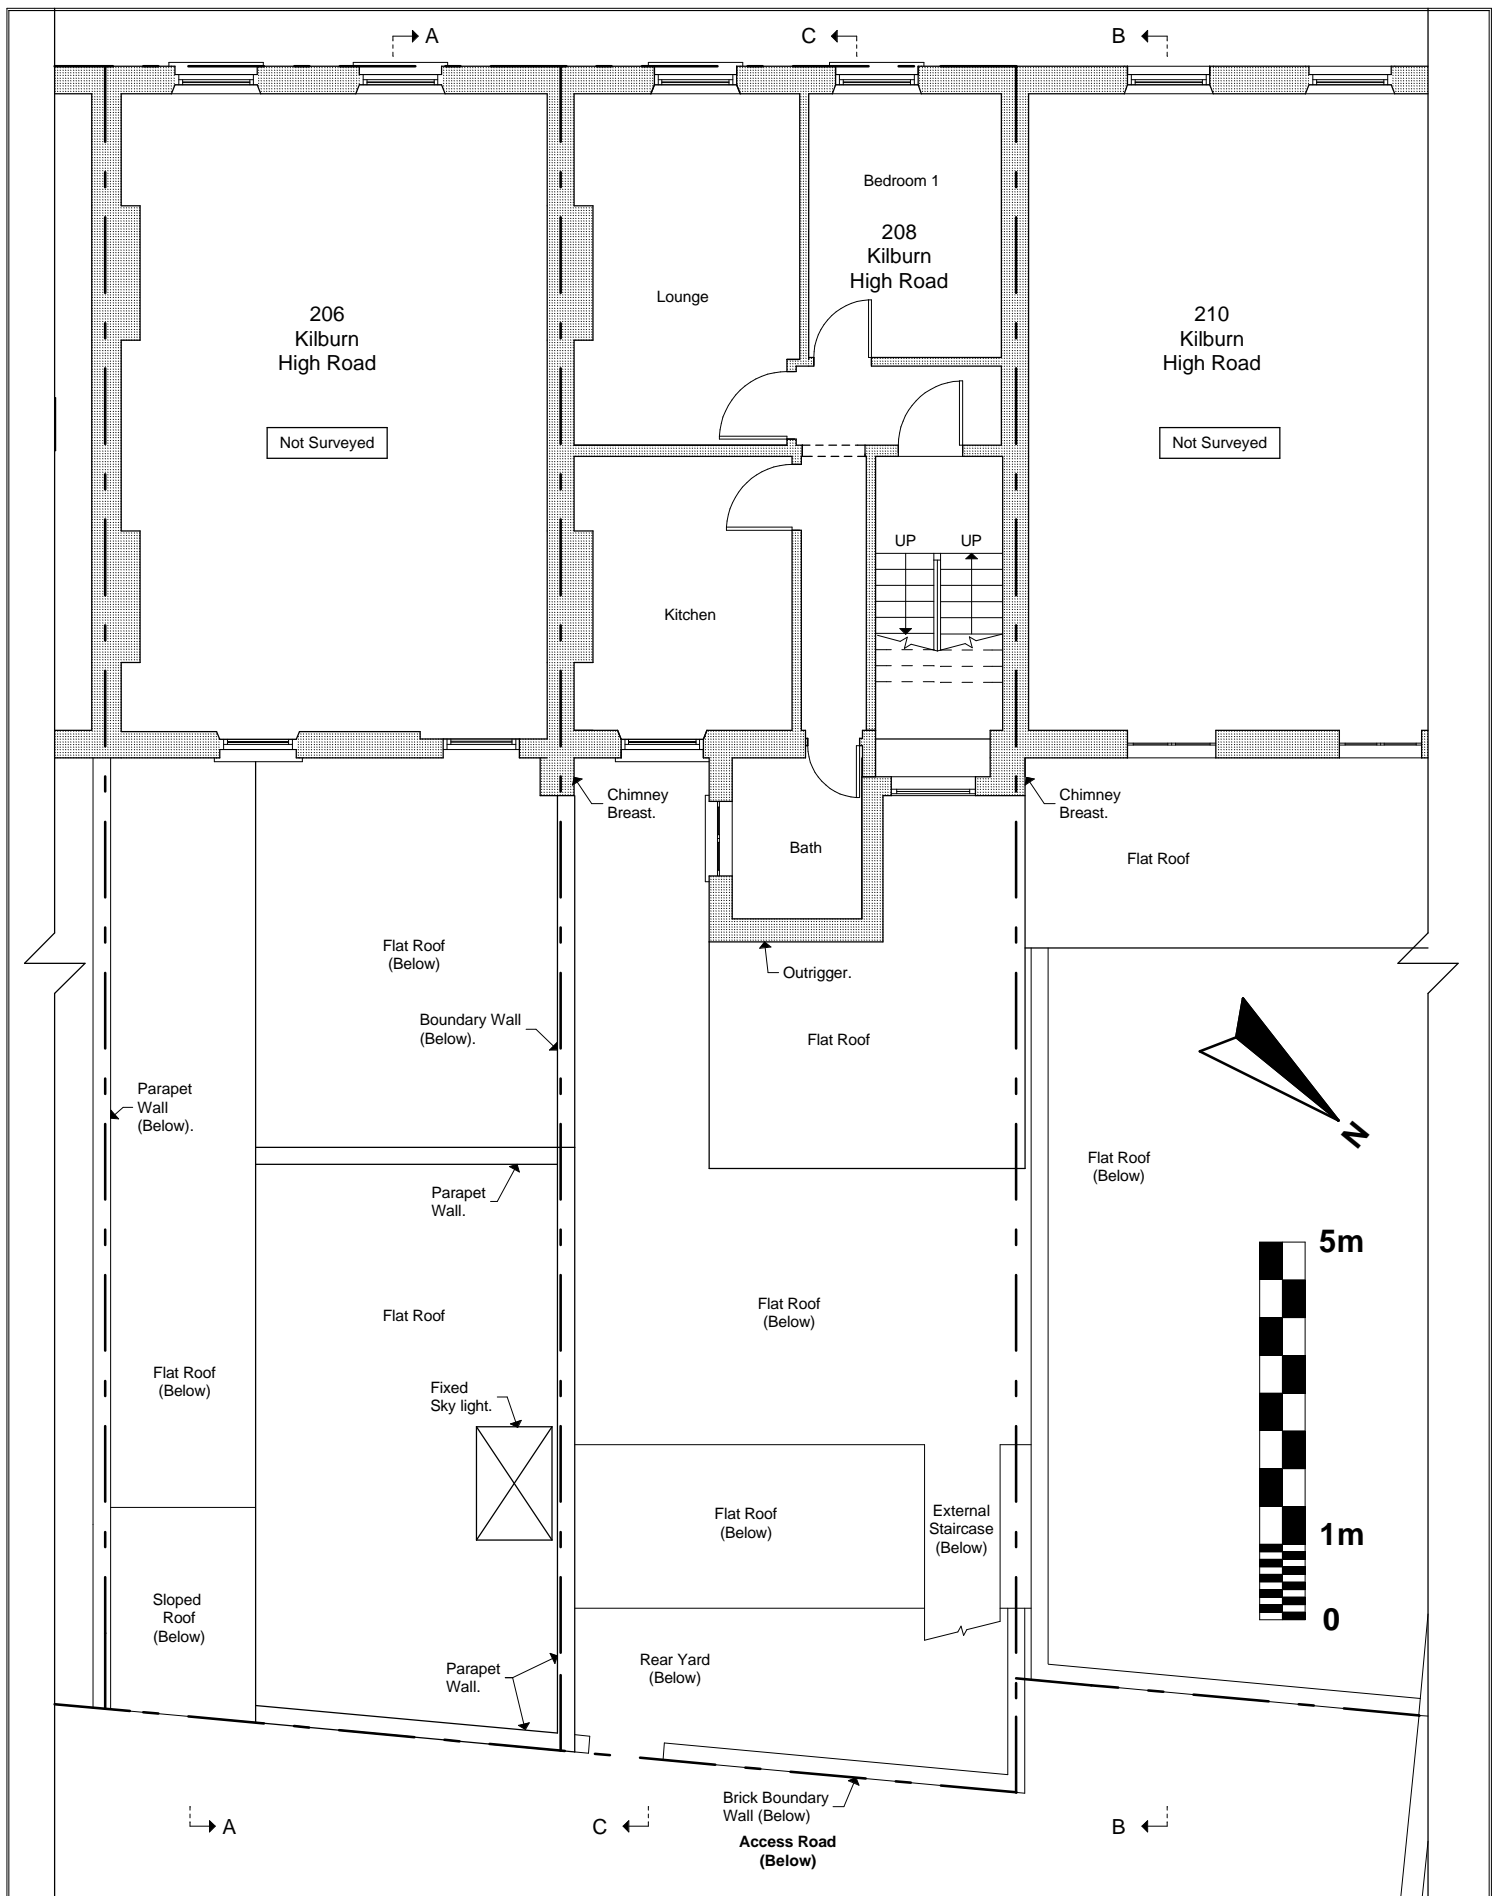 A
C
B
Bedroom 1
208
Kilburn
High Road
Lounge
206
Kilburn
High Road
210
Kilburn
High Road
Not Surveyed
Not Surveyed
UP
UP
Kitchen
Chimney
Breast.
Chimney
Breast.
Bath
Flat Roof
Flat Roof
(Below)
Outrigger.
Boundary Wall
(Below).
Flat Roof
Parapet
Wall
(Below).
N
Flat Roof
(Below)
Parapet
Wall.
5m
Flat Roof
(Below)
Flat Roof
Flat Roof
(Below)
Fixed
Sky light.
Flat Roof
(Below)
External
Staircase
(Below)
1m
Sloped
Roof
(Below)
0
Rear Yard
(Below)
Parapet
Wall.
Brick Boundary
Wall (Below)
A
C
B
Access Road
(Below)